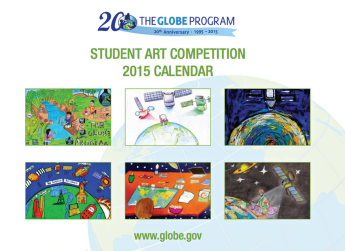 20 THE GLOBE PROGRAM
20th Anniversary · 1995 - 2015
STUDENT ART COMPETITION
2015 CALENDAR
www.globe.gov